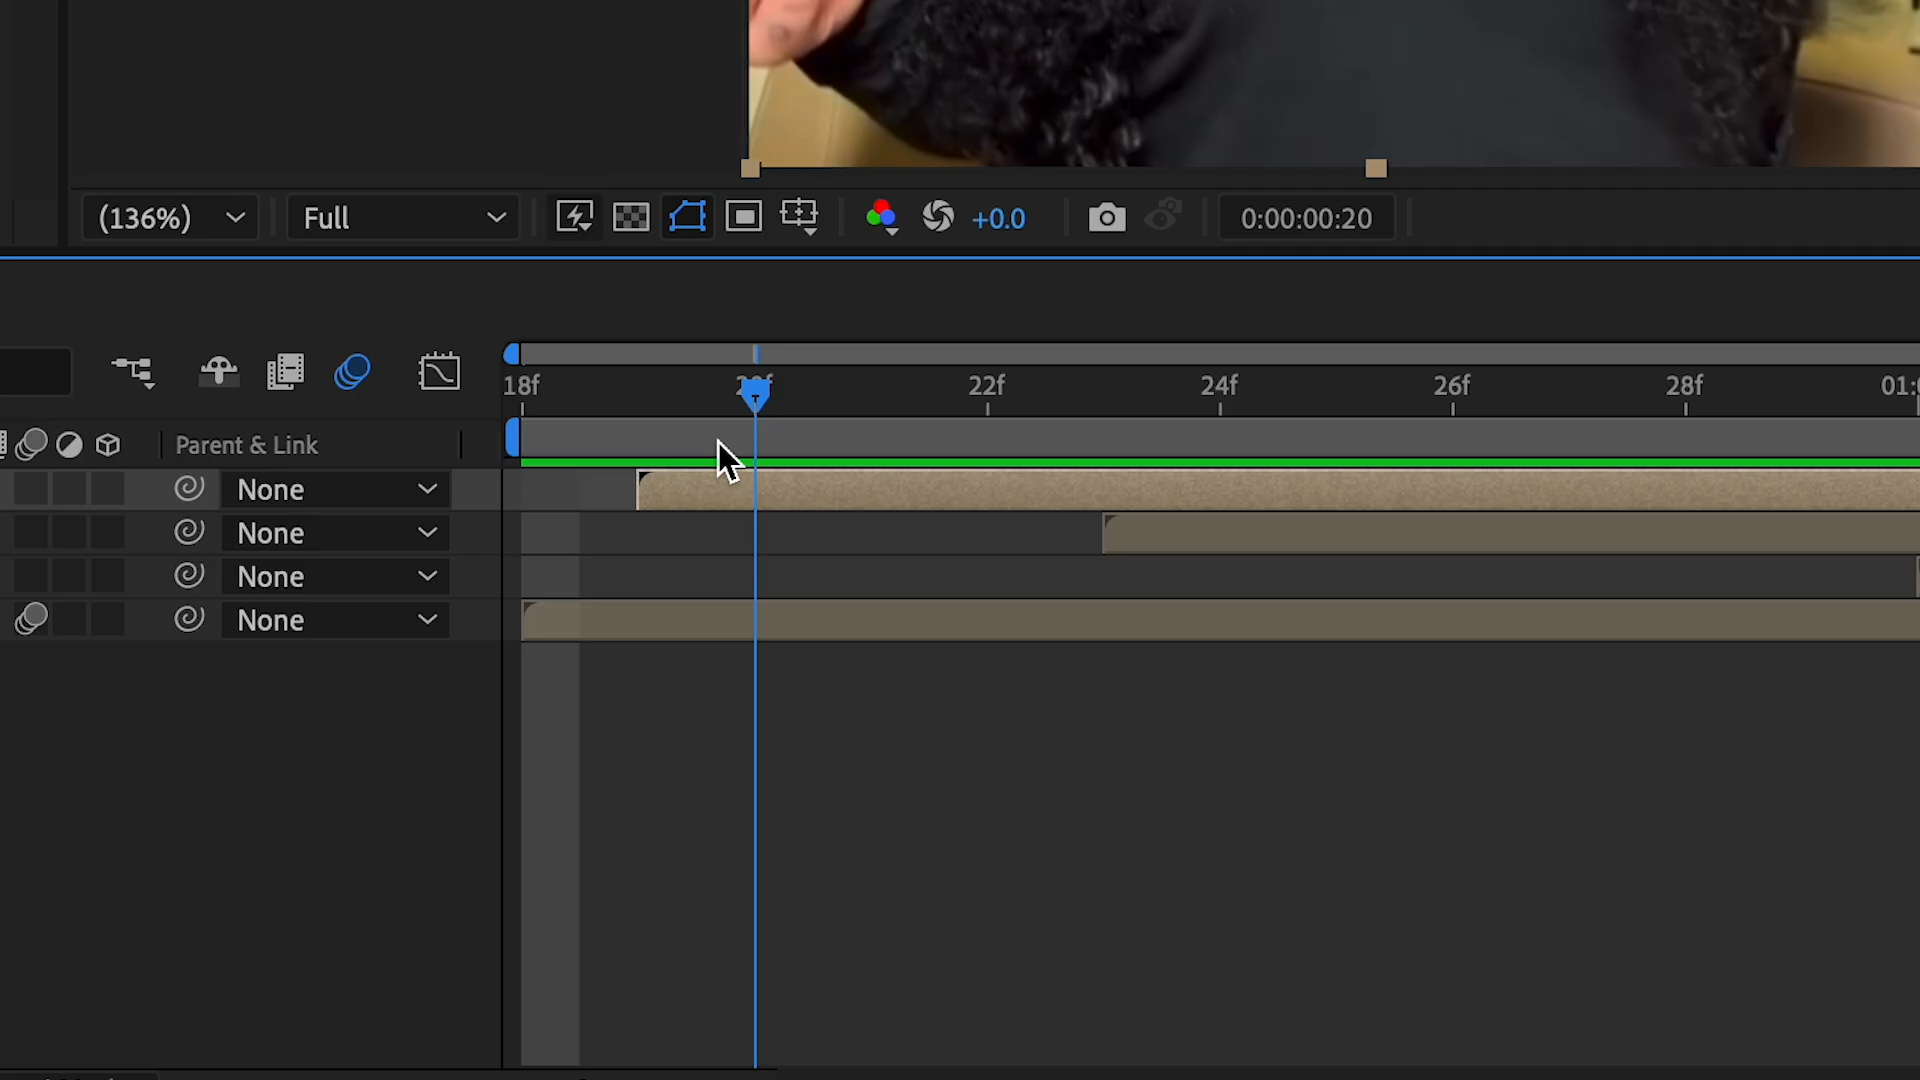 (136%) Full +0.0 0:00:00:20
18f 22f 24f 26f 28f
Parent & Link
None
None
None
None